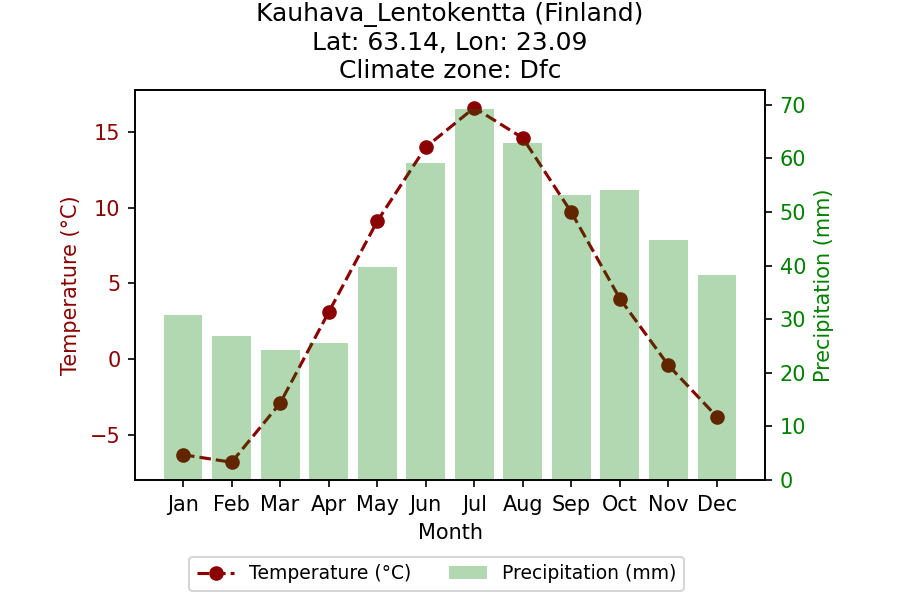 Kauhava_Lentokentta (Finland)
Lat: 63.14, Lon: 23.09
Climate zone: Dfc
Temperature (°C)
15
10
5
0
−5
70
60
50
40
30
20
10
0
Precipitation (mm)
Jan Feb Mar Apr May Jun Jul Aug Sep Oct Nov Dec
Month
Temperature (°C) Precipitation (mm)